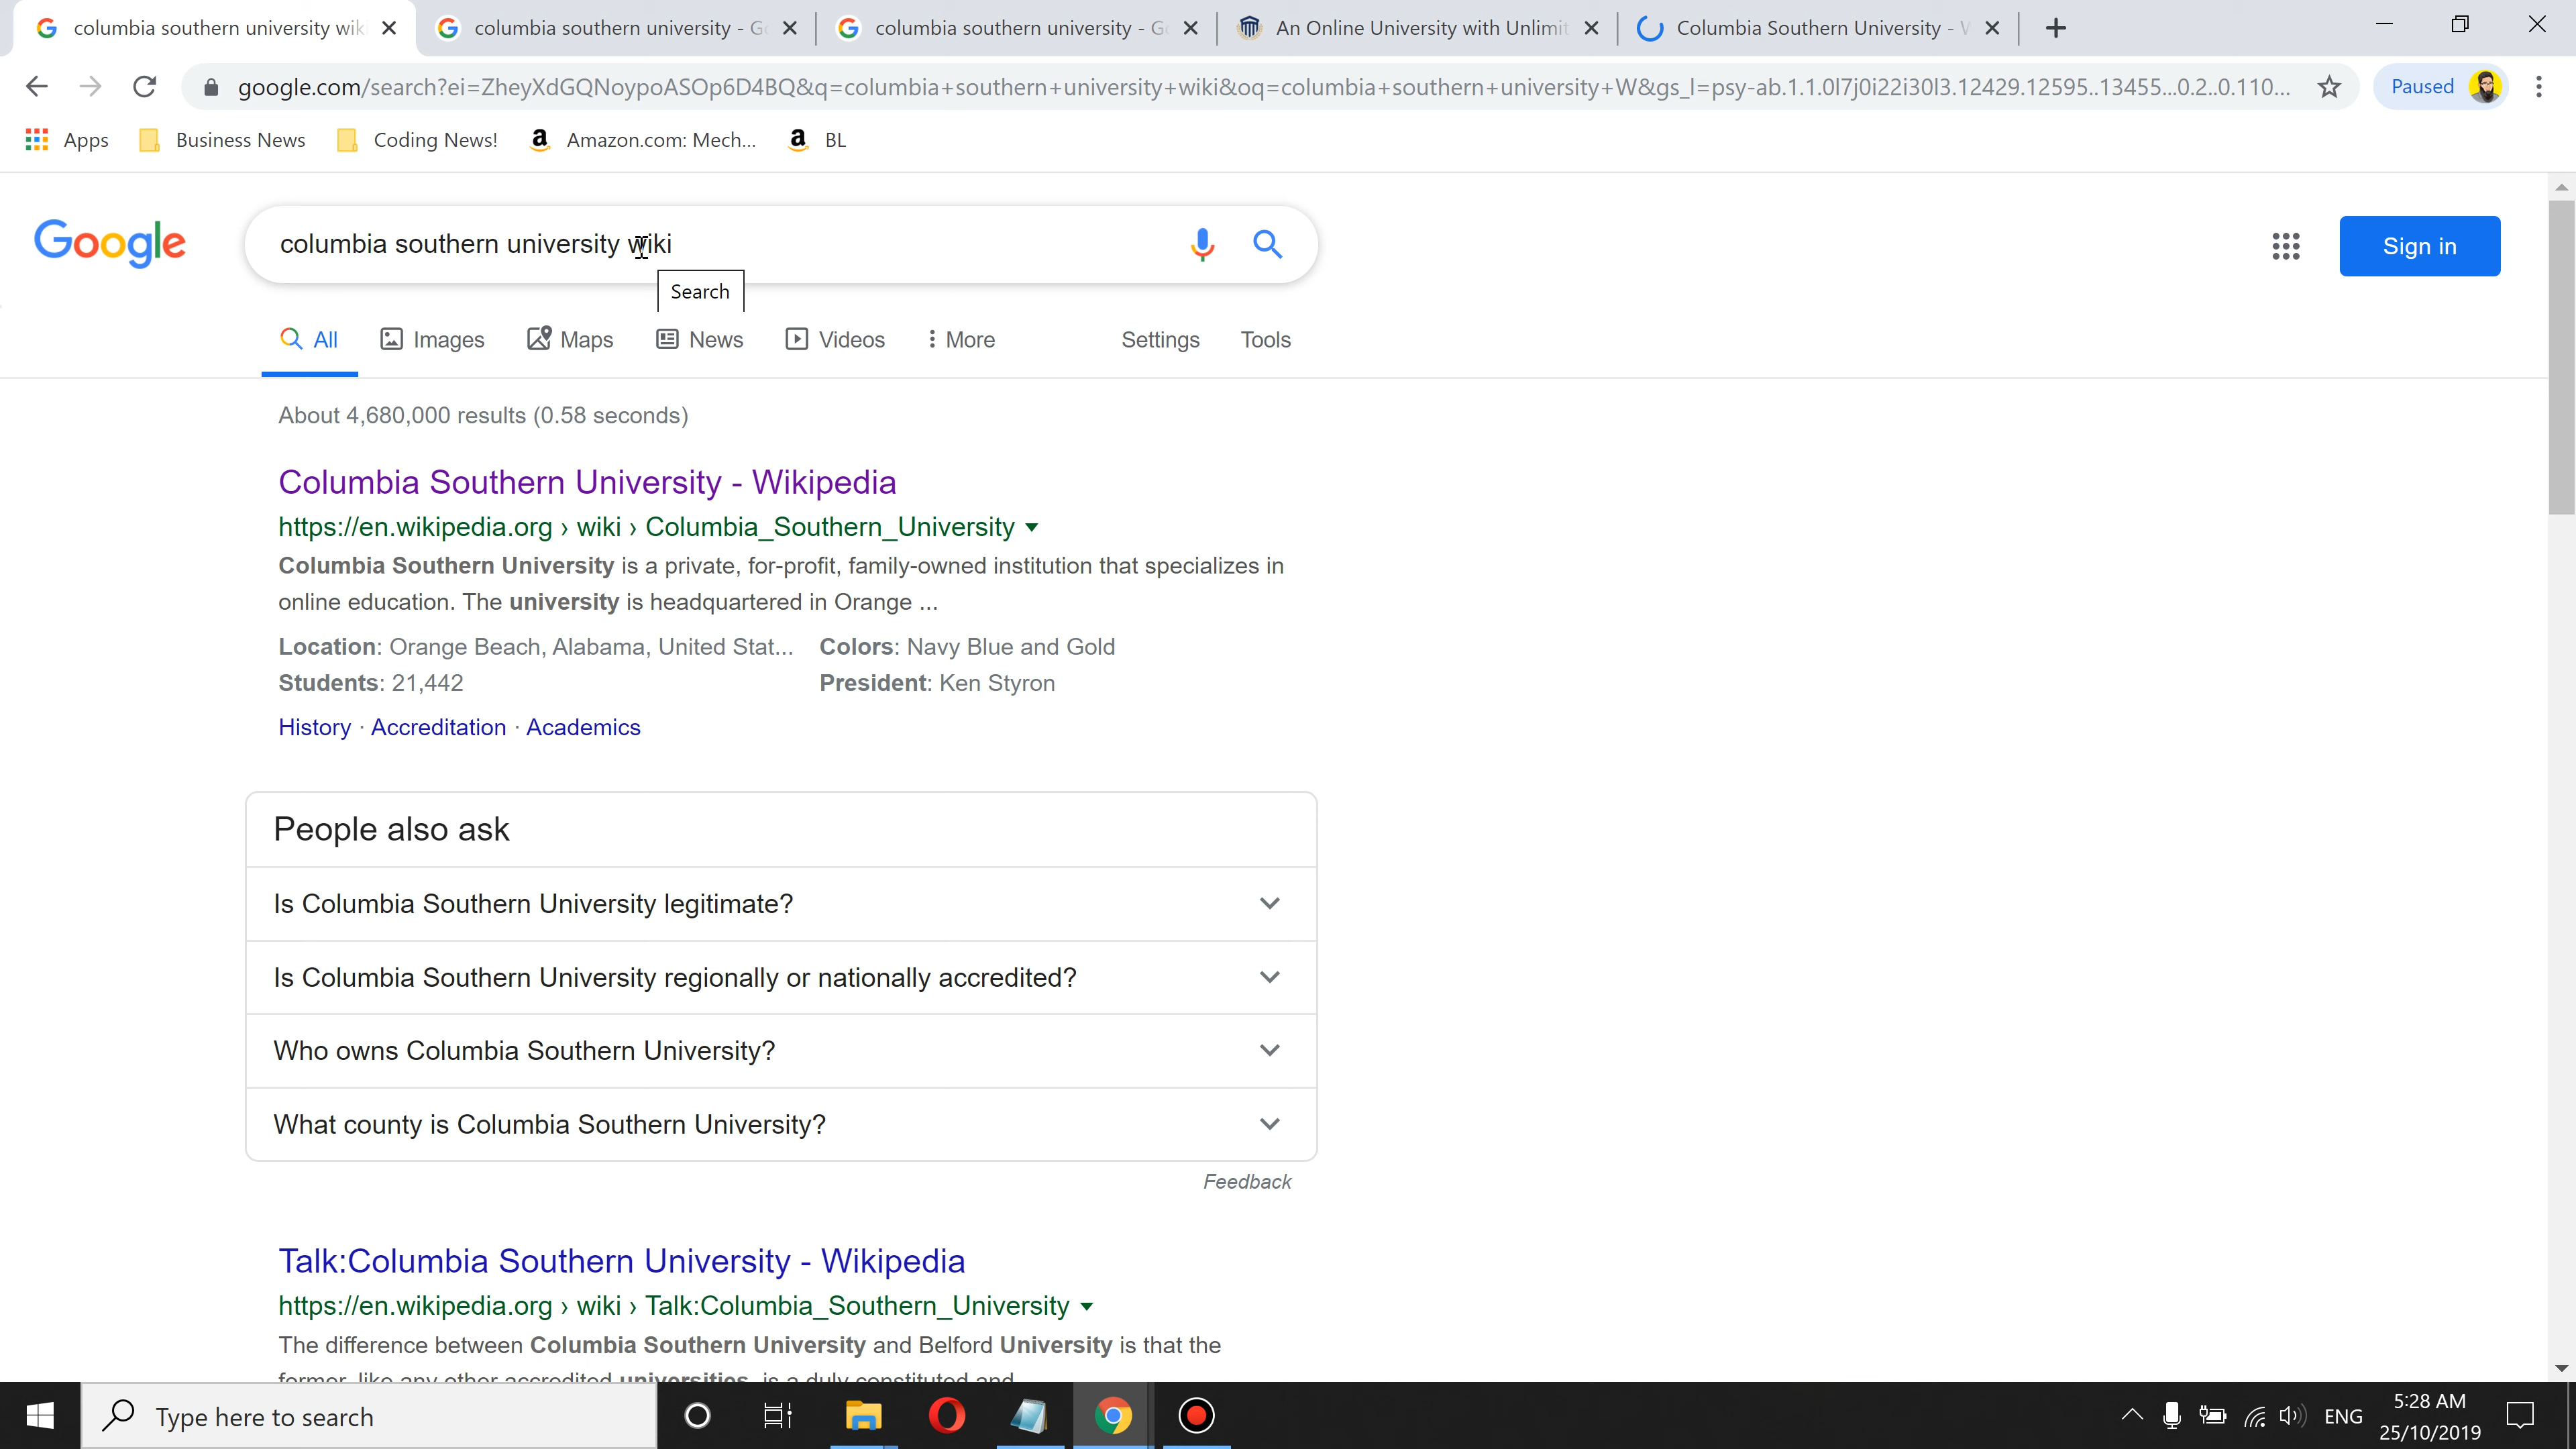 columbia southern university wik
columbia southern university - G
columbia southern university - G
An Online University with Unlimit
Columbia Southern University -
google.com/search?ei=ZheyXdGQNoypoASOp6D4BQ&q=columbia+southern+university+wiki&oq=columbia+southern+university+W&gs_l=psy-ab.1.1.0l7j0i22i30l3.12429.12595..13455...0.2..0.110...
Paused
Apps
Business News
Coding News!
Amazon.com: Mech...
BL
Google
columbia southern university wiki
Sign in
Search
All
Images
Maps
News
Videos
More
Settings
Tools
About 4,680,000 results (0.58 seconds)
Columbia Southern University - Wikipedia
https://en.wikipedia.org › wiki › Columbia_Southern_University
Columbia Southern University is a private, for-profit, family-owned institution that specializes in
online education. The university is headquartered in Orange ...
Location: Orange Beach, Alabama, United Stat... Colors: Navy Blue and Gold
Students: 21,442 President: Ken Styron
History · Accreditation · Academics
People also ask
Is Columbia Southern University legitimate?
Is Columbia Southern University regionally or nationally accredited?
Who owns Columbia Southern University?
What county is Columbia Southern University?
Feedback
Talk:Columbia Southern University - Wikipedia
https://en.wikipedia.org › wiki › Talk:Columbia_Southern_University
The difference between Columbia Southern University and Belford University is that the
former, like any other accredited universities, is a duly constituted and
Type here to search
ENG
5:28 AM
25/10/2019